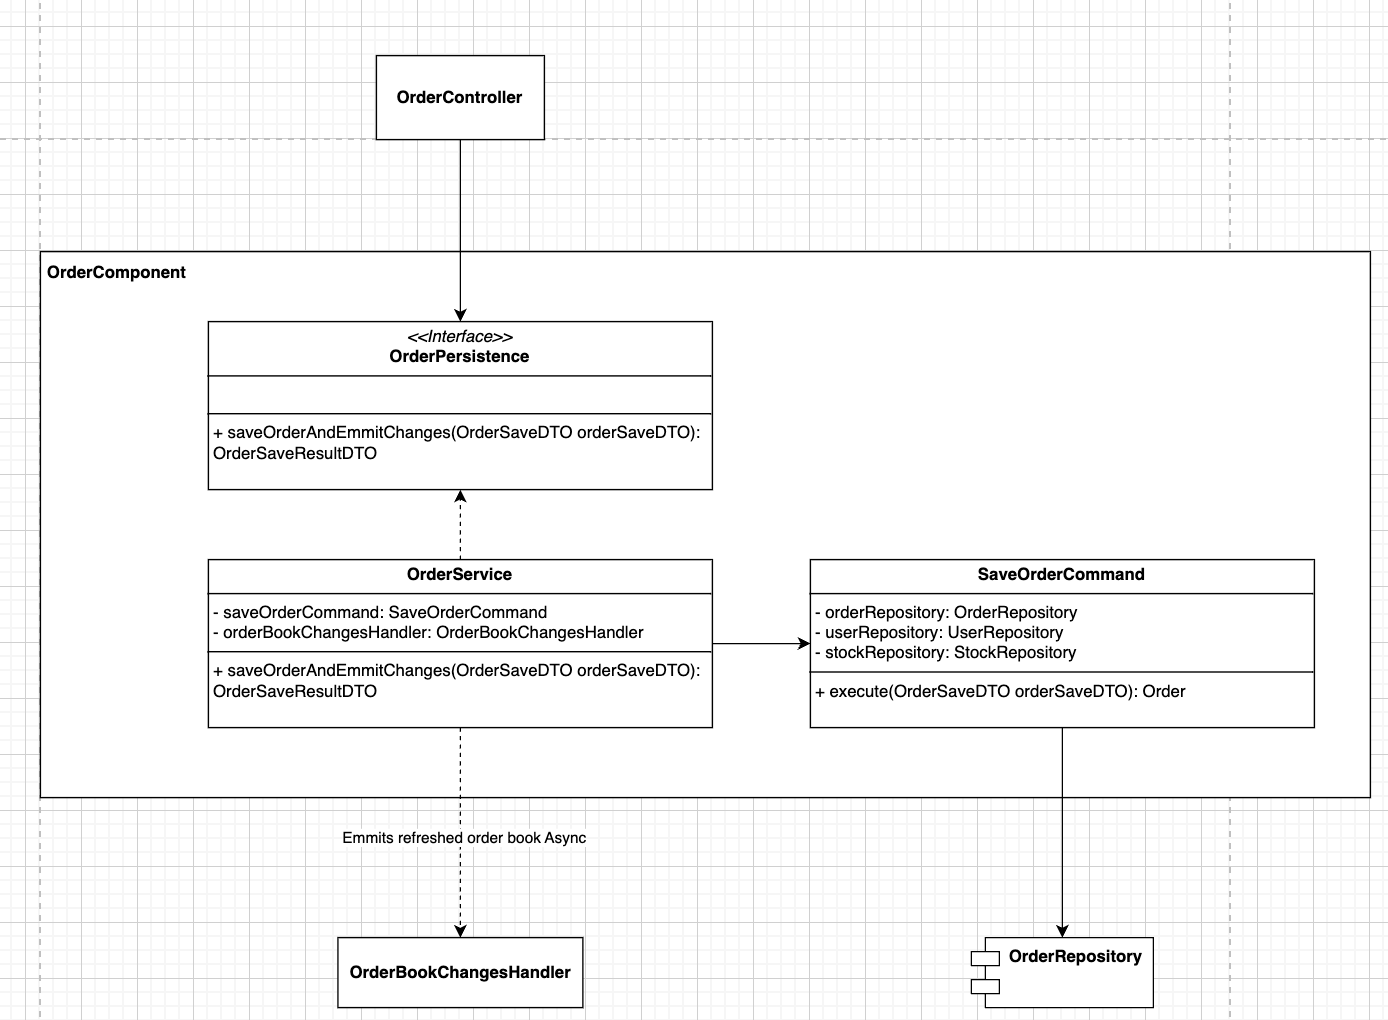 OrderController
OrderComponent
<<Interface>>
OrderPersistence
+ saveOrderAndEmmitChanges(OrderSaveDTO orderSaveDTO):
OrderSaveResultDTO
OrderService
- saveOrderCommand: SaveOrderCommand
- orderBookChangesHandler: OrderBookChangesHandler
+ saveOrderAndEmmitChanges(OrderSaveDTO orderSaveDTO):
OrderSaveResultDTO
SaveOrderCommand
- orderRepository: OrderRepository
- userRepository: UserRepository
- stockRepository: StockRepository
+ execute(OrderSaveDTO orderSaveDTO): Order
Emmits refreshed order book Async
OrderBookChangesHandler
OrderRepository